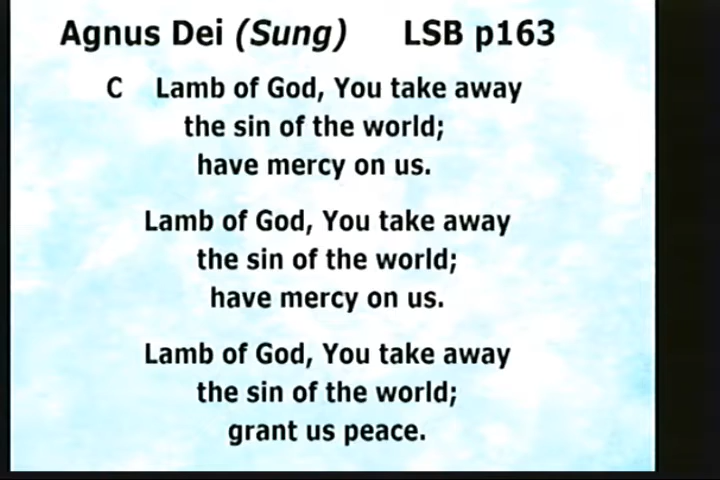 Agnus Dei (Sung) LSB p163
C Lamb of God, You take away
the sin of the world;
have mercy on us.
Lamb of God, You take away
the sin of the world;
have mercy on us.
Lamb of God, You take away
the sin of the world;
grant us peace.